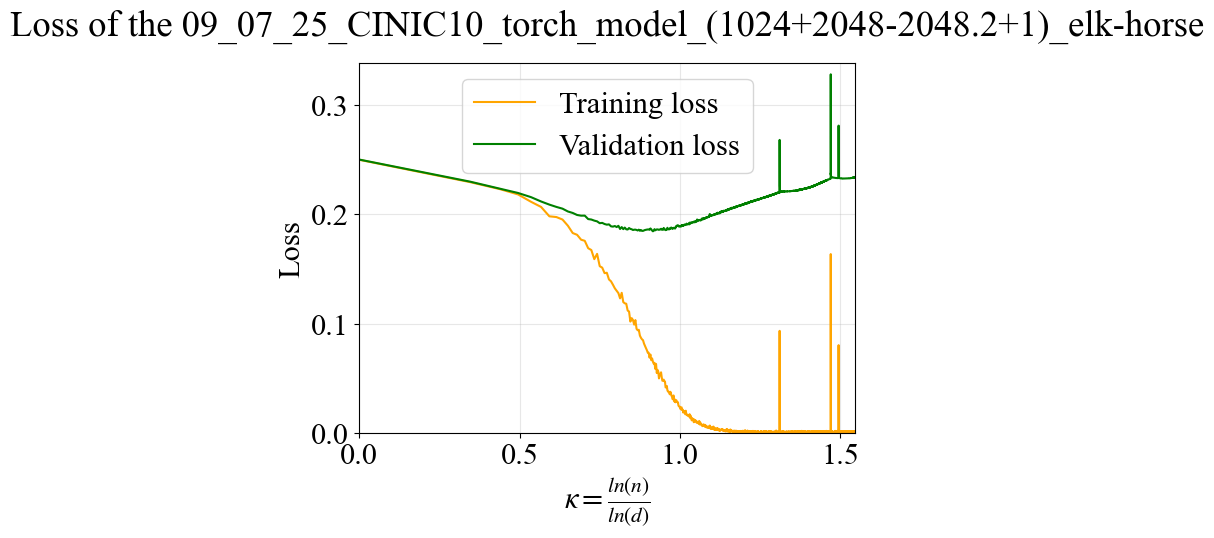 Loss of the 09_07_25_CINIC10_torch_model_(1024+2048-2048.2+1)_elk-horse
Training loss
Validation loss
0.3
0.2
0.1
0.0
Loss
0.0 0.5 1.0 1.5
κ = ln(n)/ln(d)